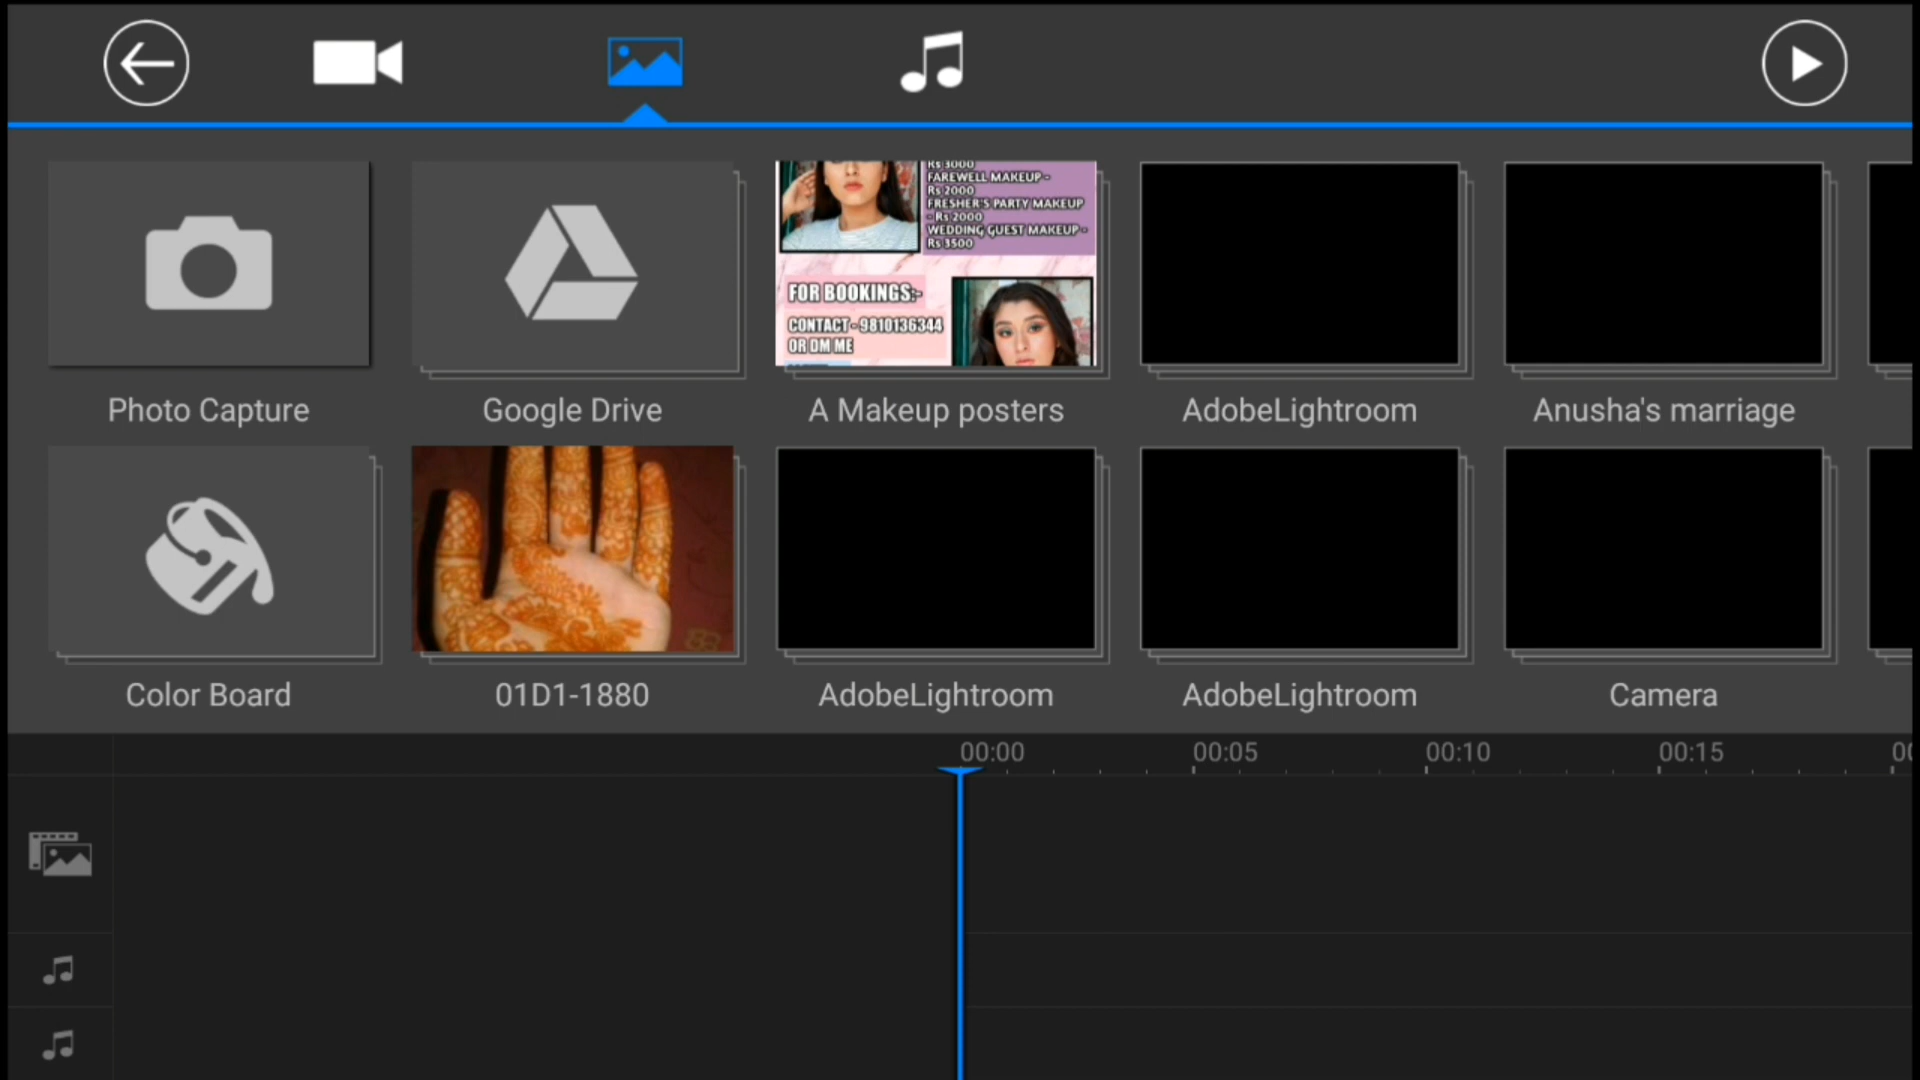 Rs 3000
FAREWELL MAKEUP -
Rs 2000
FRESHER'S PARTY MAKEUP
- Rs 2000
WEDDING GUEST MAKEUP -
Rs 3500
FOR BOOKINGS:-
CONTACT - 9810136344
OR DM ME
Photo Capture
Google Drive
A Makeup posters
AdobeLightroom
Anusha's marriage
Color Board
01D1-1880
AdobeLightroom
AdobeLightroom
Camera
00:00
00:05
00:10
00:15